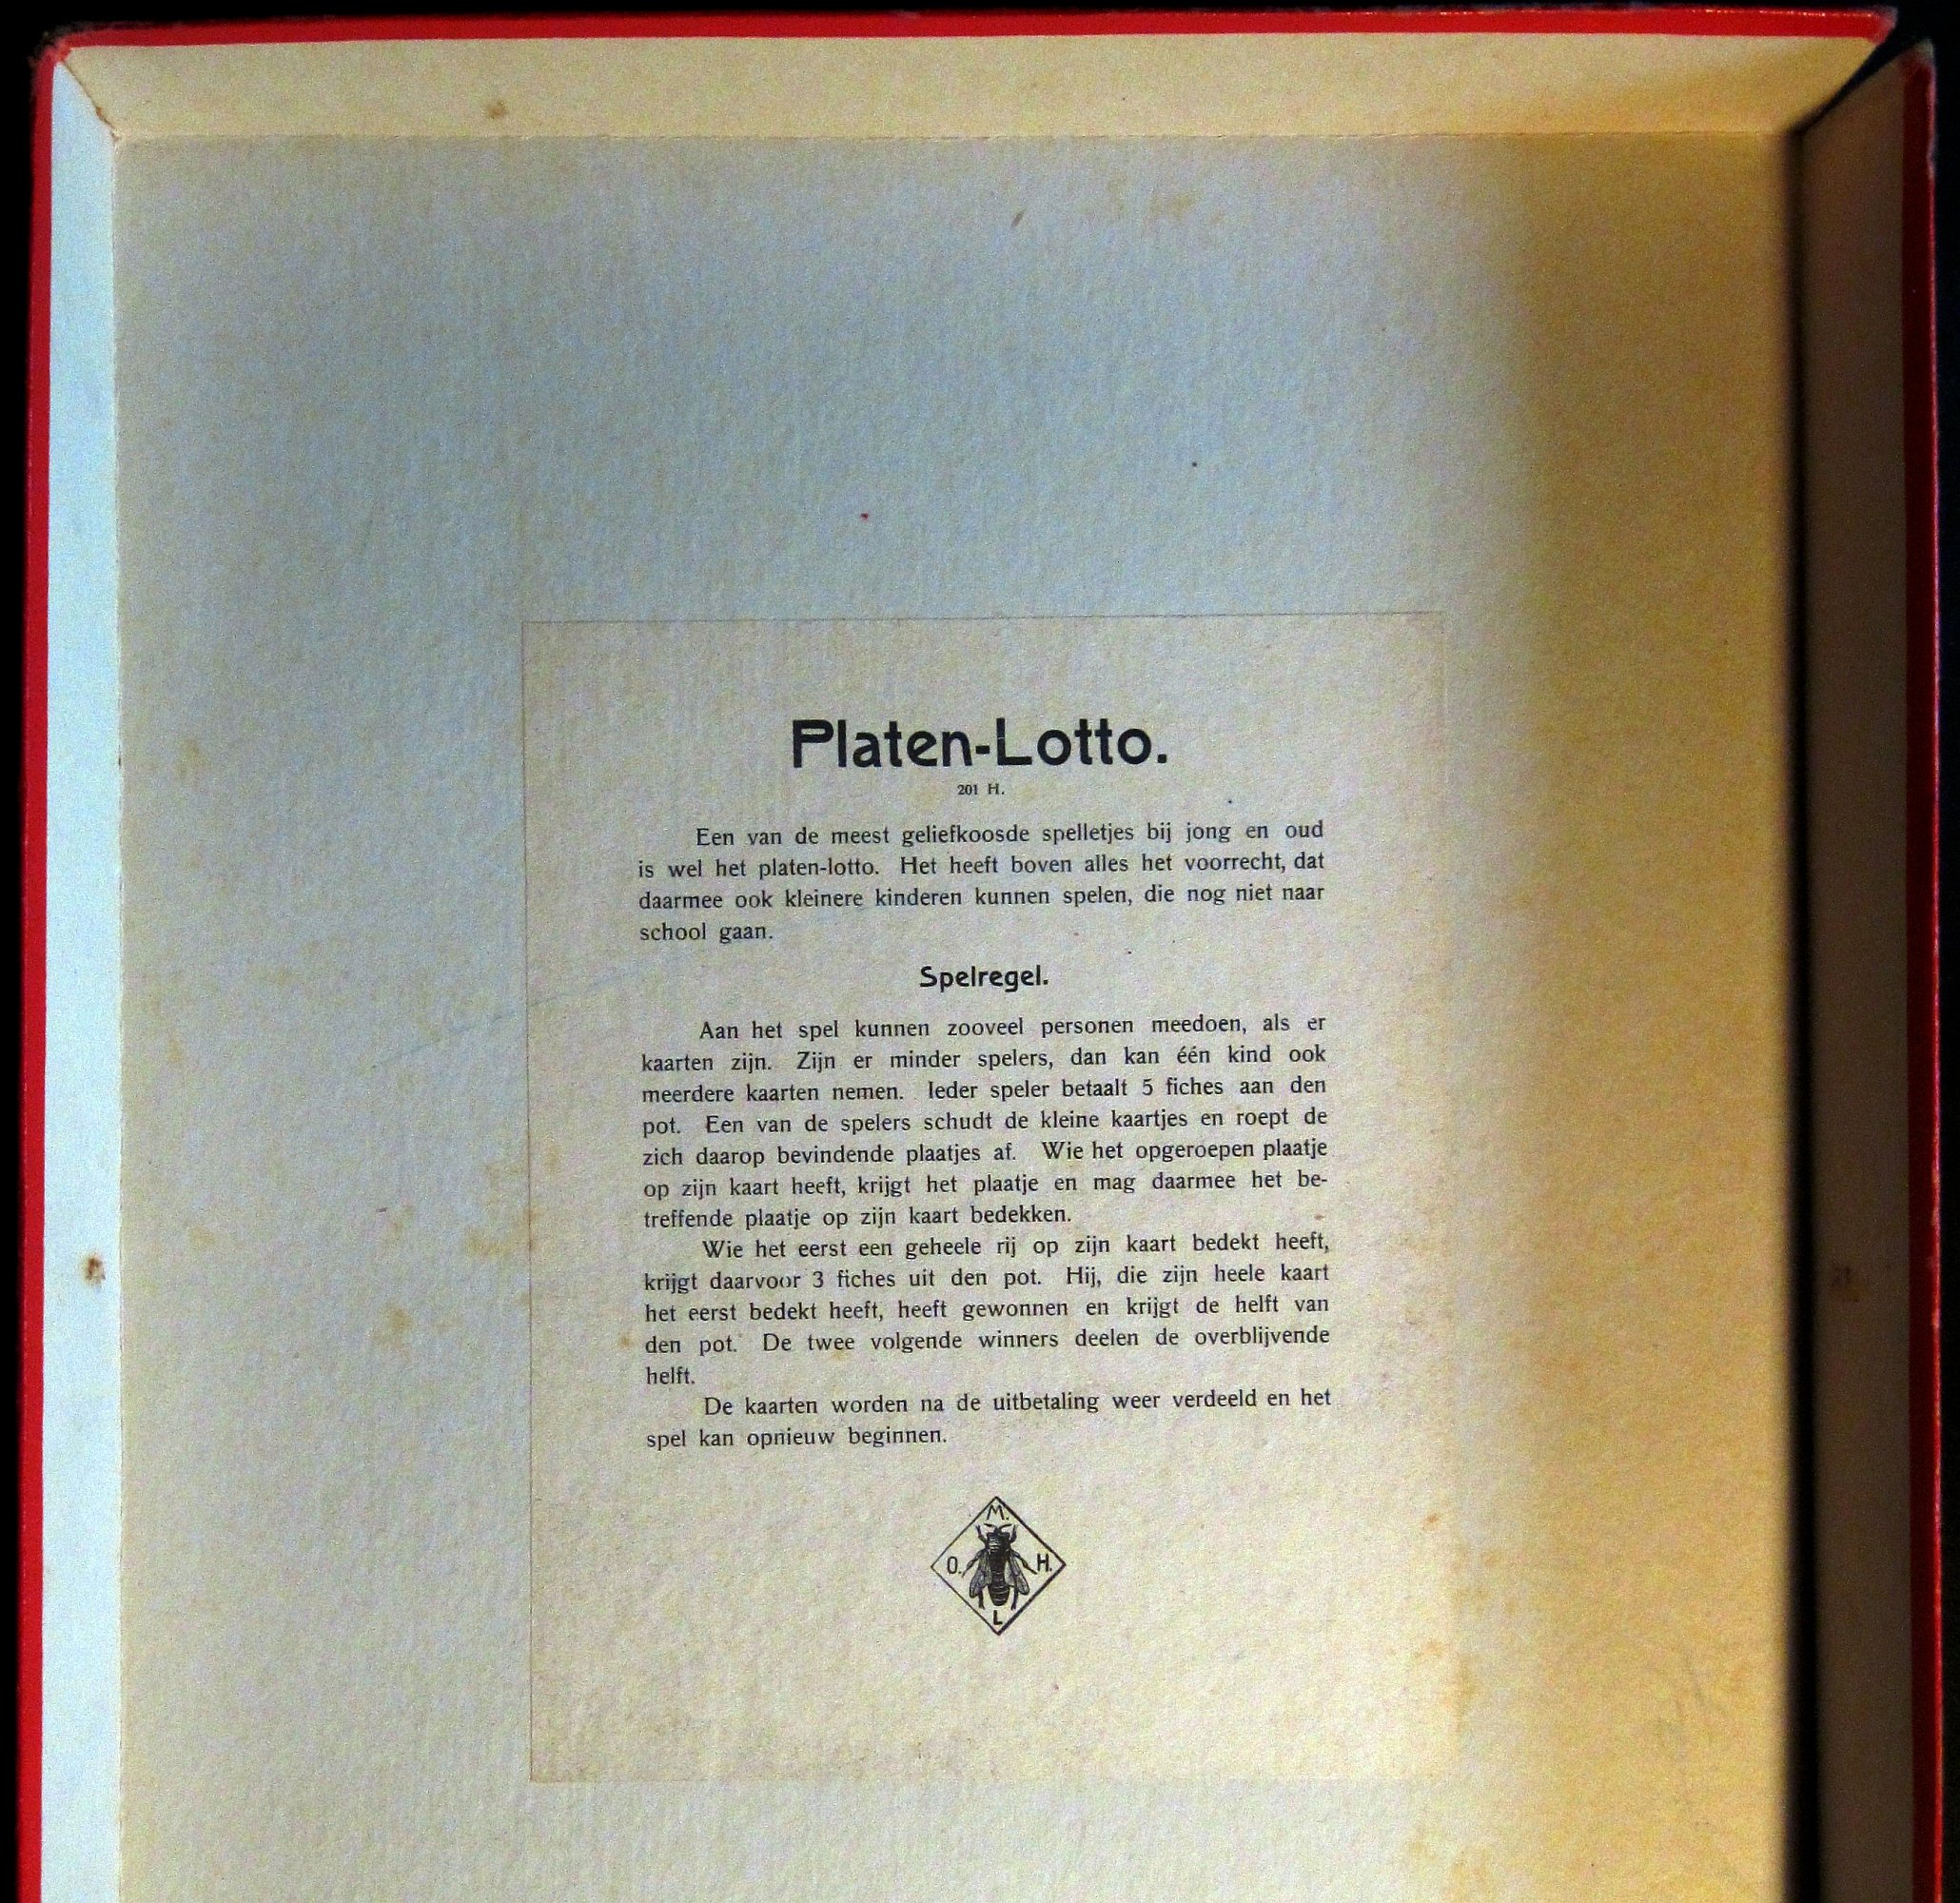 Platen-Lotto.
201 H.
Een van de meest geliefkoosde spelletjes bij jong en oud
is wel het platen-lotto. Het heeft boven alles het voorrecht, dat
daarmee ook kleinere kinderen kunnen spelen, die nog niet naar
school gaan.
Spelregel.
Aan het spel kunnen zooveel personen meedoen, als er
kaarten zijn. Zijn er minder spelers, dan kan één kind ook
meerdere kaarten nemen. Ieder speler betaalt 5 fiches aan den
pot. Een van de spelers schudt de kleine kaartjes en roept de
zich daarop bevindende plaatjes af. Wie het opgeroepen plaatje
op zijn kaart heeft, krijgt het plaatje en mag daarmee het be-
treffende plaatje op zijn kaart bedekken.
Wie het eerst een geheele rij op zijn kaart bedekt heeft,
krijgt daarvoor 3 fiches uit den pot. Hij, die zijn heele kaart
het eerst bedekt heeft, heeft gewonnen en krijgt de helft van
den pot. De twee volgende winners deelen de overblijvende
helft.
De kaarten worden na de uitbetaling weer verdeeld en het
spel kan opnieuw beginnen.
M.
O. H.
L